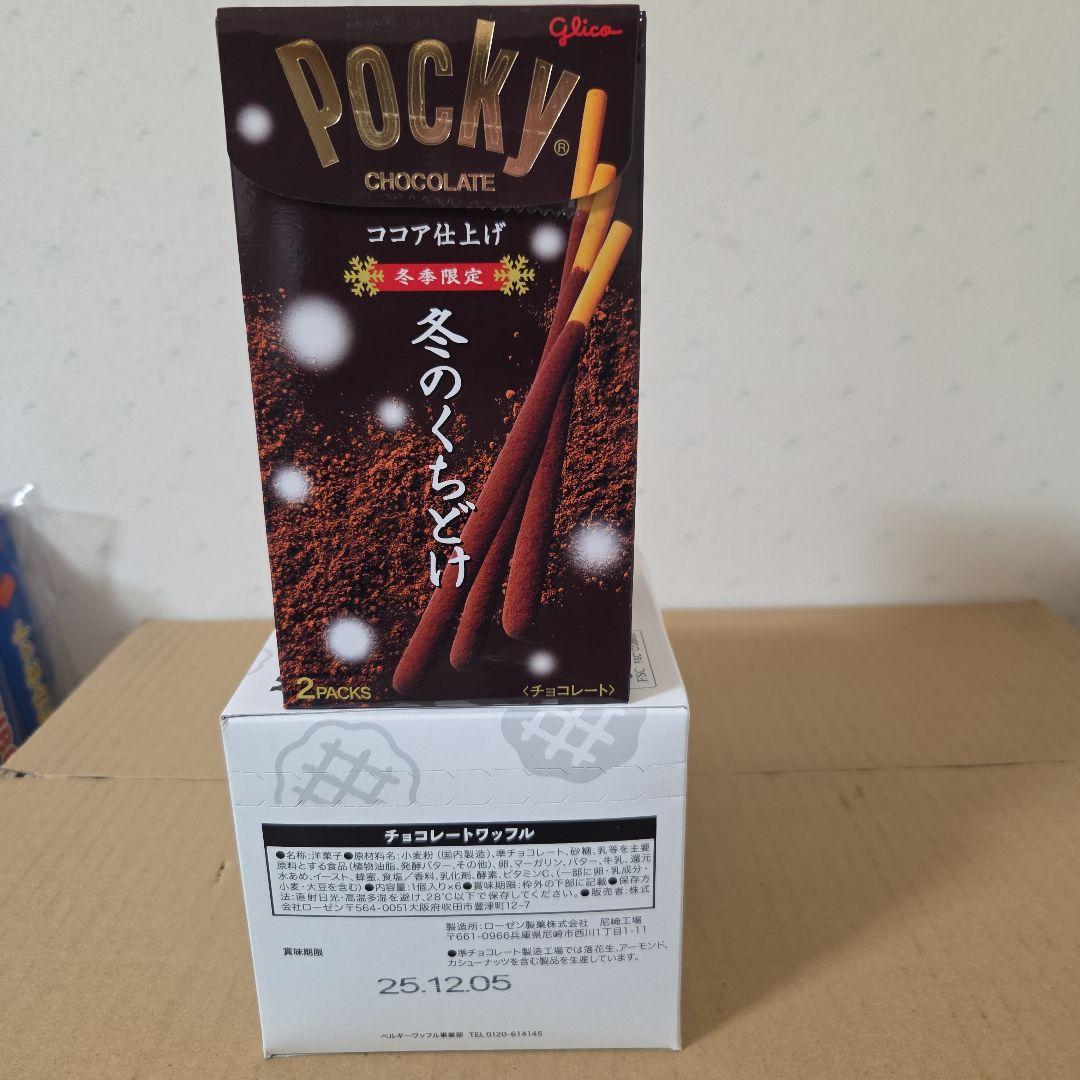 Glico
POCKY®
CHOCOLATE
ココア仕上げ
冬季限定
冬のくちどけ
2PACKS
〈チョコレート〉
FSC
チョコレートワッフル
●名称:洋菓子●原材料名:小麦粉(国内製造)、準チョコレート、砂糖、乳等を主要
原料とする食品(植物油脂、発酵バター、その他)、卵、マーガリン、バター、牛乳、還元
水あめ、イースト、蜂蜜、食塩/香料、乳化剤、酵素、ビタミンC、(一部に卵・乳成分・
小麦・大豆を含む)●内容量:1個入り×6●賞味期限:枠外の下部に記載●保存方
法:直射日光・高温多湿を避け、28℃以下で保存してください。●販売者:株式
会社ローゼン〒564-0051大阪府吹田市豊津町12-7
製造所:ローゼン製菓株式会社 尼崎工場
〒661-0966兵庫県尼崎市西川1丁目1-11
賞味期限
●準チョコレート製造工場では落花生、アーモンド、
カシューナッツを含む製品を生産しています。
25.12.05
ベルギーワッフル事業部 TEL0120-614145